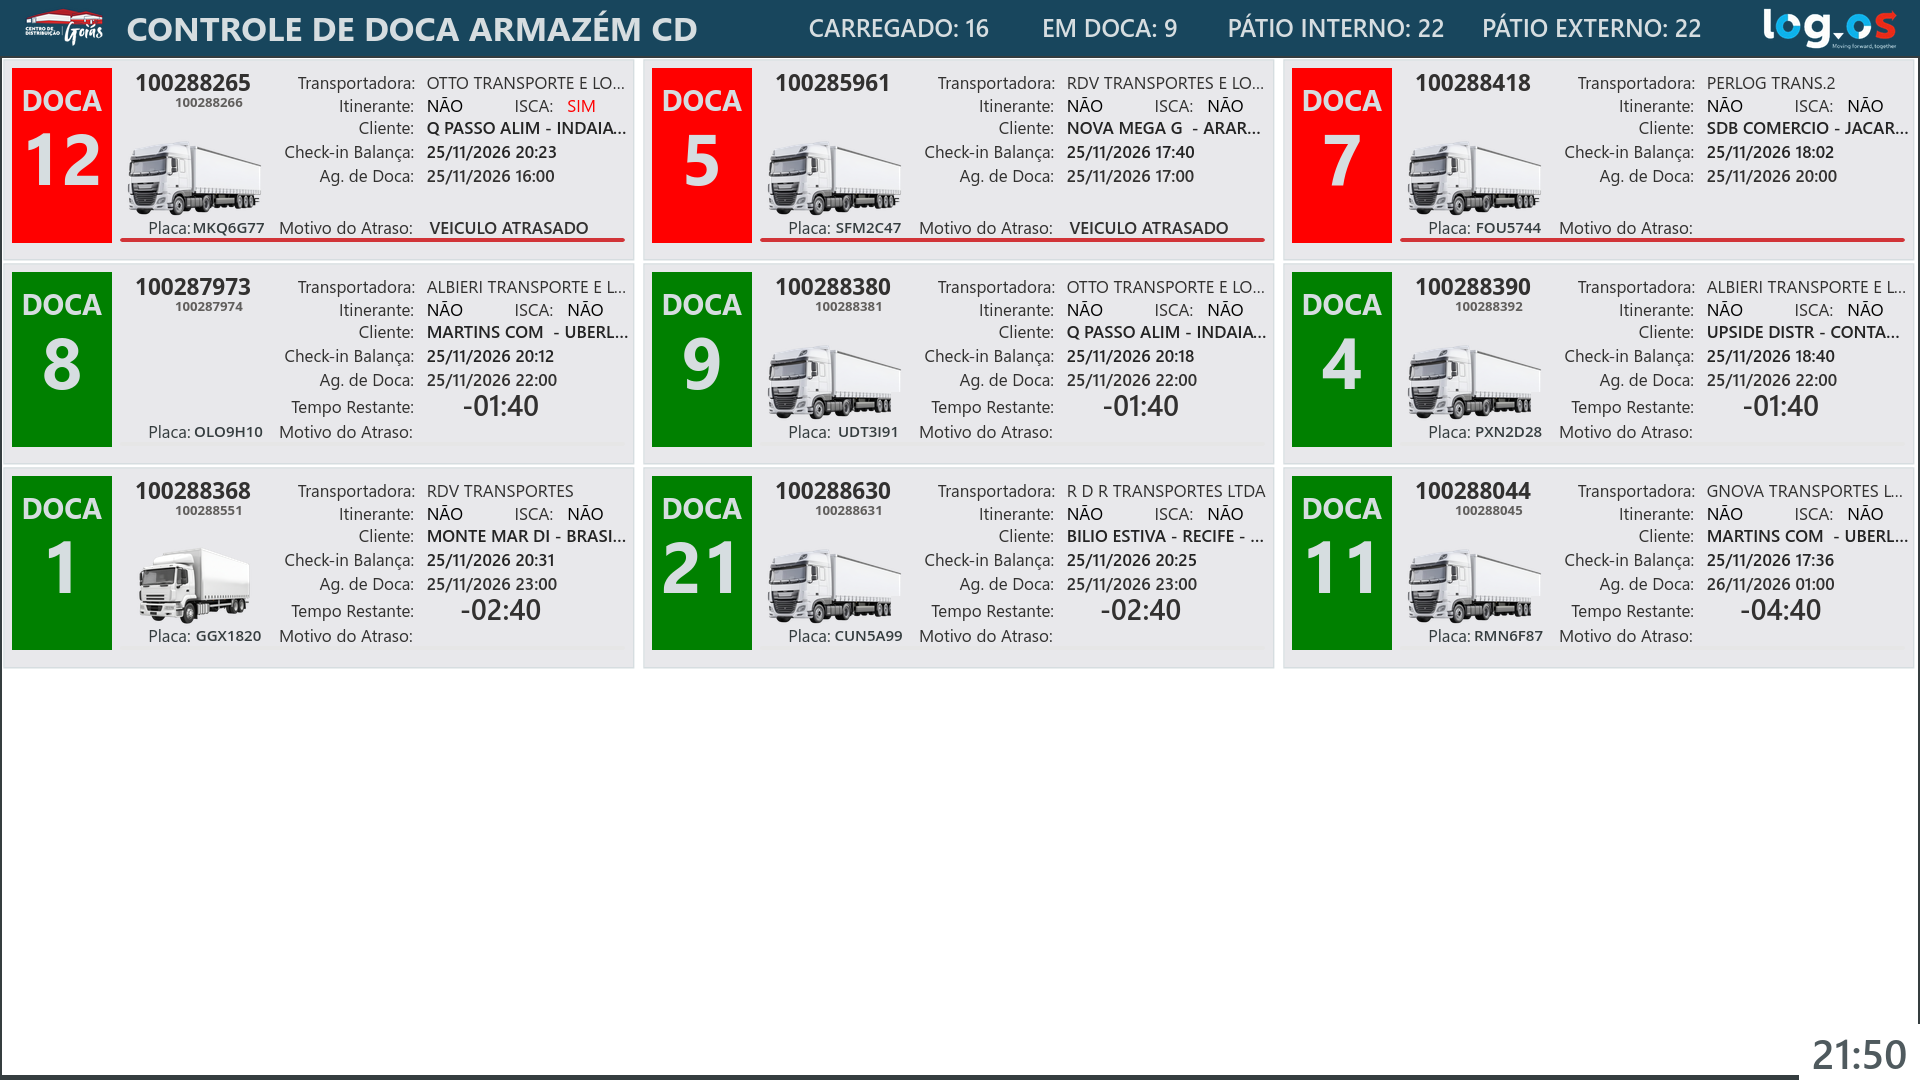 CENTRO DE DISTRIBUIÇÃO Goiás
CONTROLE DE DOCA ARMAZÉM CD
CARREGADO: 16
EM DOCA: 9
PÁTIO INTERNO: 22
PÁTIO EXTERNO: 22
log.os
Moving forward, together
DOCA
12
100288265
100288266
Placa: MKQ6G77
Transportadora: OTTO TRANSPORTE E LO...
Itinerante: NÃO ISCA: SIM
Cliente: Q PASSO ALIM - INDAIA...
Check-in Balança: 25/11/2026 20:23
Ag. de Doca: 25/11/2026 16:00
Motivo do Atraso: VEICULO ATRASADO
DOCA
5
100285961
Placa: SFM2C47
Transportadora: RDV TRANSPORTES E LO...
Itinerante: NÃO ISCA: NÃO
Cliente: NOVA MEGA G - ARAR...
Check-in Balança: 25/11/2026 17:40
Ag. de Doca: 25/11/2026 17:00
Motivo do Atraso: VEICULO ATRASADO
DOCA
7
100288418
Placa: FOU5744
Transportadora: PERLOG TRANS.2
Itinerante: NÃO ISCA: NÃO
Cliente: SDB COMERCIO - JACAR...
Check-in Balança: 25/11/2026 18:02
Ag. de Doca: 25/11/2026 20:00
Motivo do Atraso:
DOCA
8
100287973
100287974
Placa: OLO9H10
Transportadora: ALBIERI TRANSPORTE E L...
Itinerante: NÃO ISCA: NÃO
Cliente: MARTINS COM - UBERL...
Check-in Balança: 25/11/2026 20:12
Ag. de Doca: 25/11/2026 22:00
Tempo Restante: -01:40
Motivo do Atraso:
DOCA
9
100288380
100288381
Placa: UDT3I91
Transportadora: OTTO TRANSPORTE E LO...
Itinerante: NÃO ISCA: NÃO
Cliente: Q PASSO ALIM - INDAIA...
Check-in Balança: 25/11/2026 20:18
Ag. de Doca: 25/11/2026 22:00
Tempo Restante: -01:40
Motivo do Atraso:
DOCA
4
100288390
100288392
Placa: PXN2D28
Transportadora: ALBIERI TRANSPORTE E L...
Itinerante: NÃO ISCA: NÃO
Cliente: UPSIDE DISTR - CONTA...
Check-in Balança: 25/11/2026 18:40
Ag. de Doca: 25/11/2026 22:00
Tempo Restante: -01:40
Motivo do Atraso:
DOCA
1
100288368
100288551
Placa: GGX1820
Transportadora: RDV TRANSPORTES
Itinerante: NÃO ISCA: NÃO
Cliente: MONTE MAR DI - BRASI...
Check-in Balança: 25/11/2026 20:31
Ag. de Doca: 25/11/2026 23:00
Tempo Restante: -02:40
Motivo do Atraso:
DOCA
21
100288630
100288631
Placa: CUN5A99
Transportadora: R D R TRANSPORTES LTDA
Itinerante: NÃO ISCA: NÃO
Cliente: BILIO ESTIVA - RECIFE - ...
Check-in Balança: 25/11/2026 20:25
Ag. de Doca: 25/11/2026 23:00
Tempo Restante: -02:40
Motivo do Atraso:
DOCA
11
100288044
100288045
Placa: RMN6F87
Transportadora: GNOVA TRANSPORTES L...
Itinerante: NÃO ISCA: NÃO
Cliente: MARTINS COM - UBERL...
Check-in Balança: 25/11/2026 17:36
Ag. de Doca: 26/11/2026 01:00
Tempo Restante: -04:40
Motivo do Atraso:
21:50